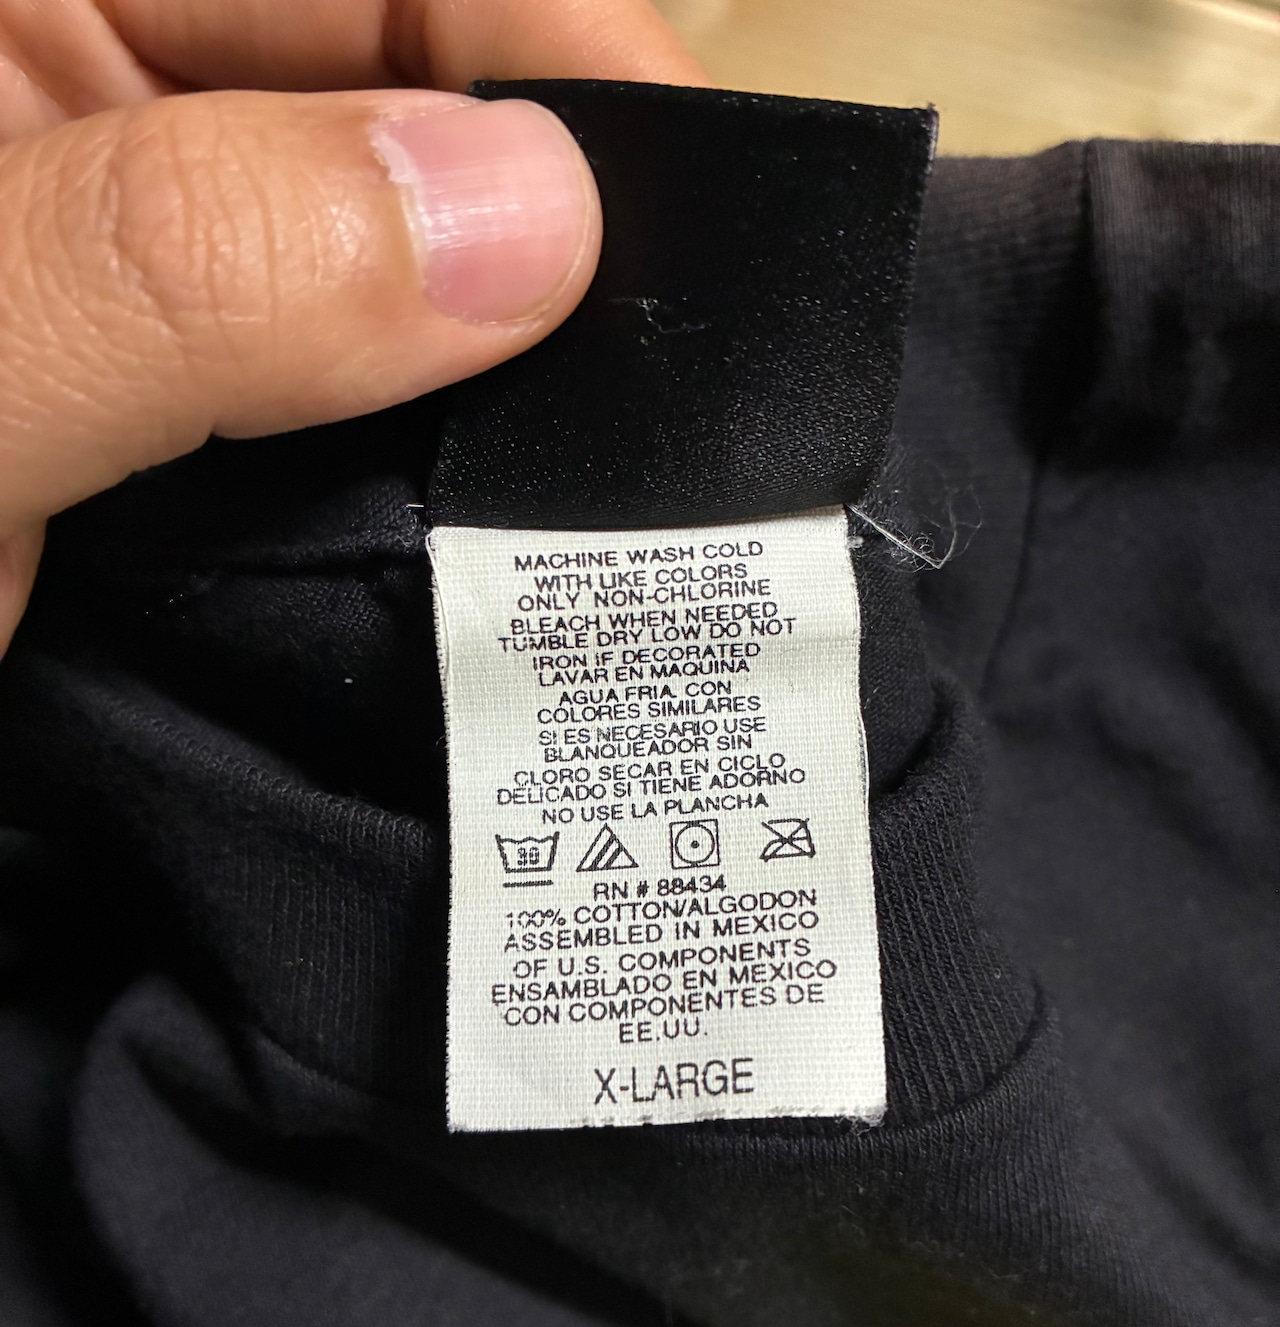 MACHINE WASH COLD
WITH LIKE COLORS
ONLY NON-CHLORINE
BLEACH WHEN NEEDED
TUMBLE DRY LOW DO NOT
IRON IF DECORATED
LAVAR EN MAQUINA
AGUA FRIA CON
COLORES SIMILARES
SI ES NECESARIO USE
BLANQUEADOR SIN
CLORO SECAR EN CICLO
DELICADO SI TIENE ADORNO
NO USE LA PLANCHA
30
RN # 88434
100% COTTON/ALGODON
ASSEMBLED IN MEXICO
OF U.S. COMPONENTS
ENSAMBLADO EN MEXICO
CON COMPONENTES DE
EE.UU.
X-LARGE